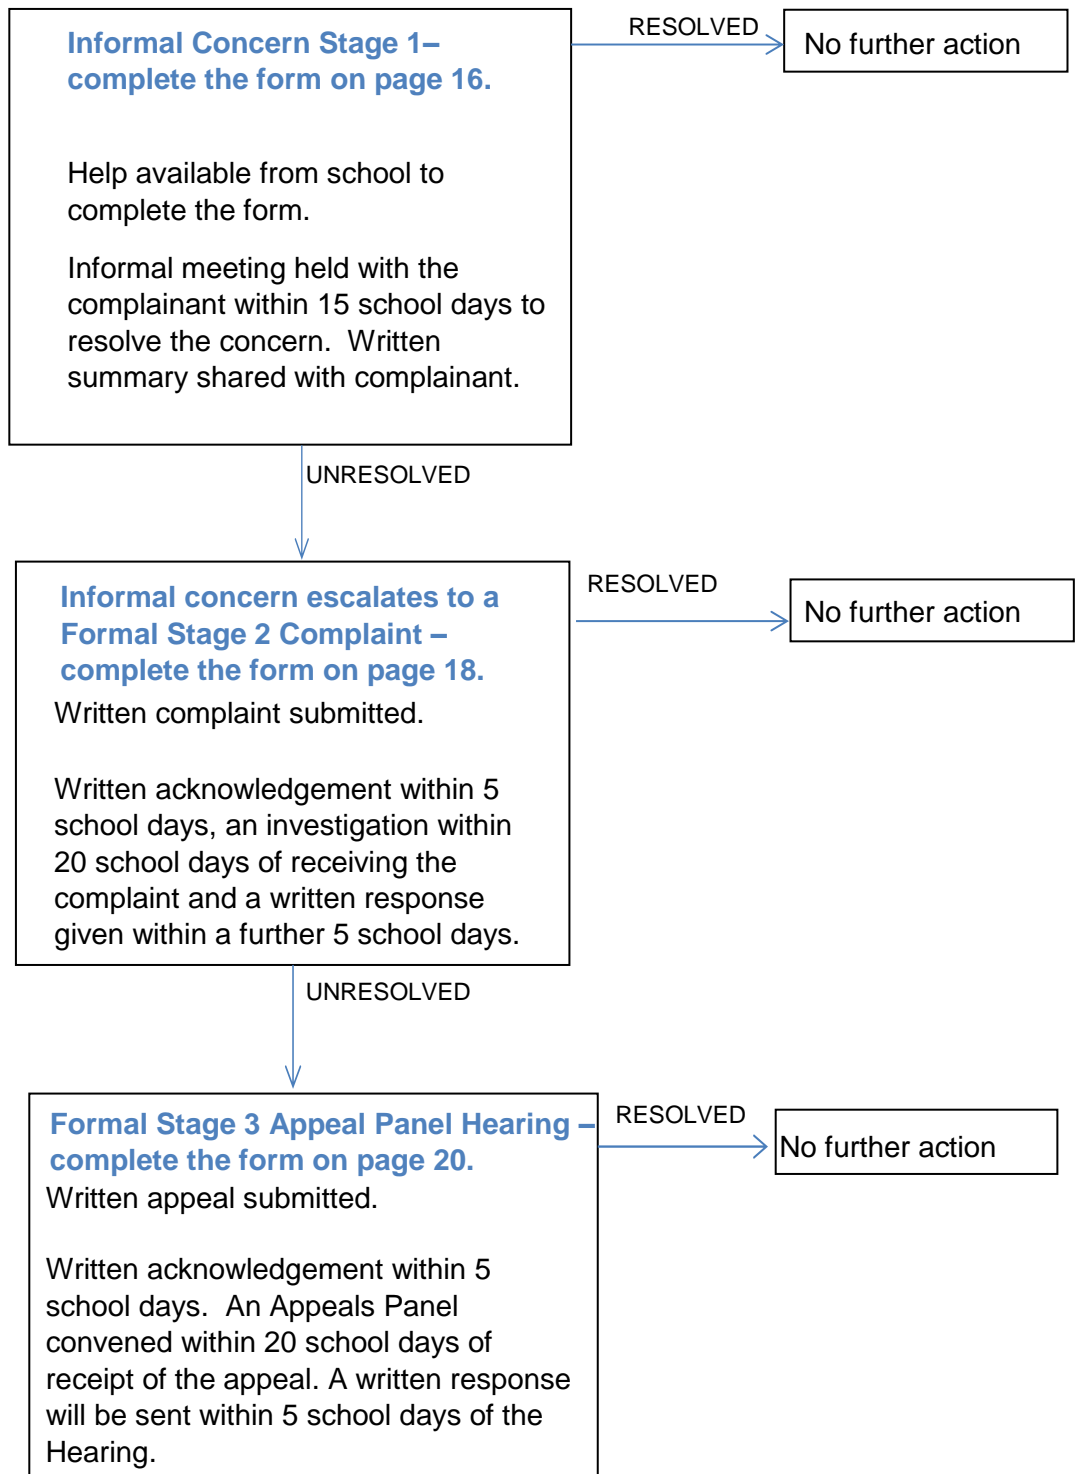 Informal Concern Stage 1–
complete the form on page 16.
RESOLVED
No further action
Help available from school to
complete the form.
Informal meeting held with the
complainant within 15 school days to
resolve the concern.  Written
summary shared with complainant.
UNRESOLVED
Informal concern escalates to a
Formal Stage 2 Complaint –
complete the form on page 18.
RESOLVED
No further action
Written complaint submitted.
Written acknowledgement within 5
school days, an investigation within
20 school days of receiving the
complaint and a written response
given within a further 5 school days.
UNRESOLVED
Formal Stage 3 Appeal Panel Hearing –
complete the form on page 20.
RESOLVED
No further action
Written appeal submitted.
Written acknowledgement within 5
school days.  An Appeals Panel
convened within 20 school days of
receipt of the appeal. A written response
will be sent within 5 school days of the
Hearing.